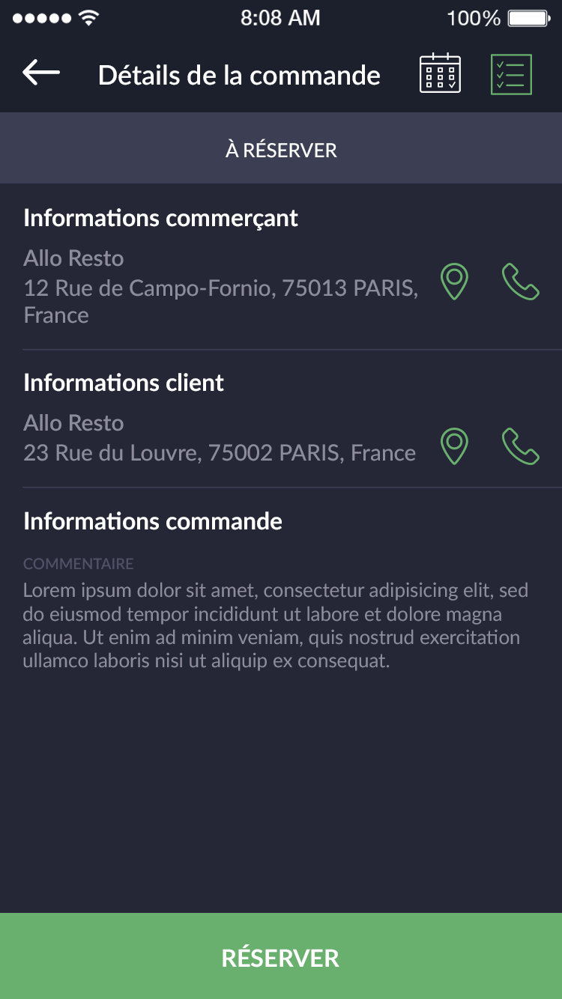 8:08 AM
100%
Détails de la commande
À RÉSERVER
Informations commerçant
Allo Resto
12 Rue de Campo-Fornio, 75013 PARIS,
France
Informations client
Allo Resto
23 Rue du Louvre, 75002 PARIS, France
Informations commande
COMMENTAIRE
Lorem ipsum dolor sit amet, consectetur adipisicing elit, sed
do eiusmod tempor incididunt ut labore et dolore magna
aliqua. Ut enim ad minim veniam, quis nostrud exercitation
ullamco laboris nisi ut aliquip ex consequat.
RÉSERVER